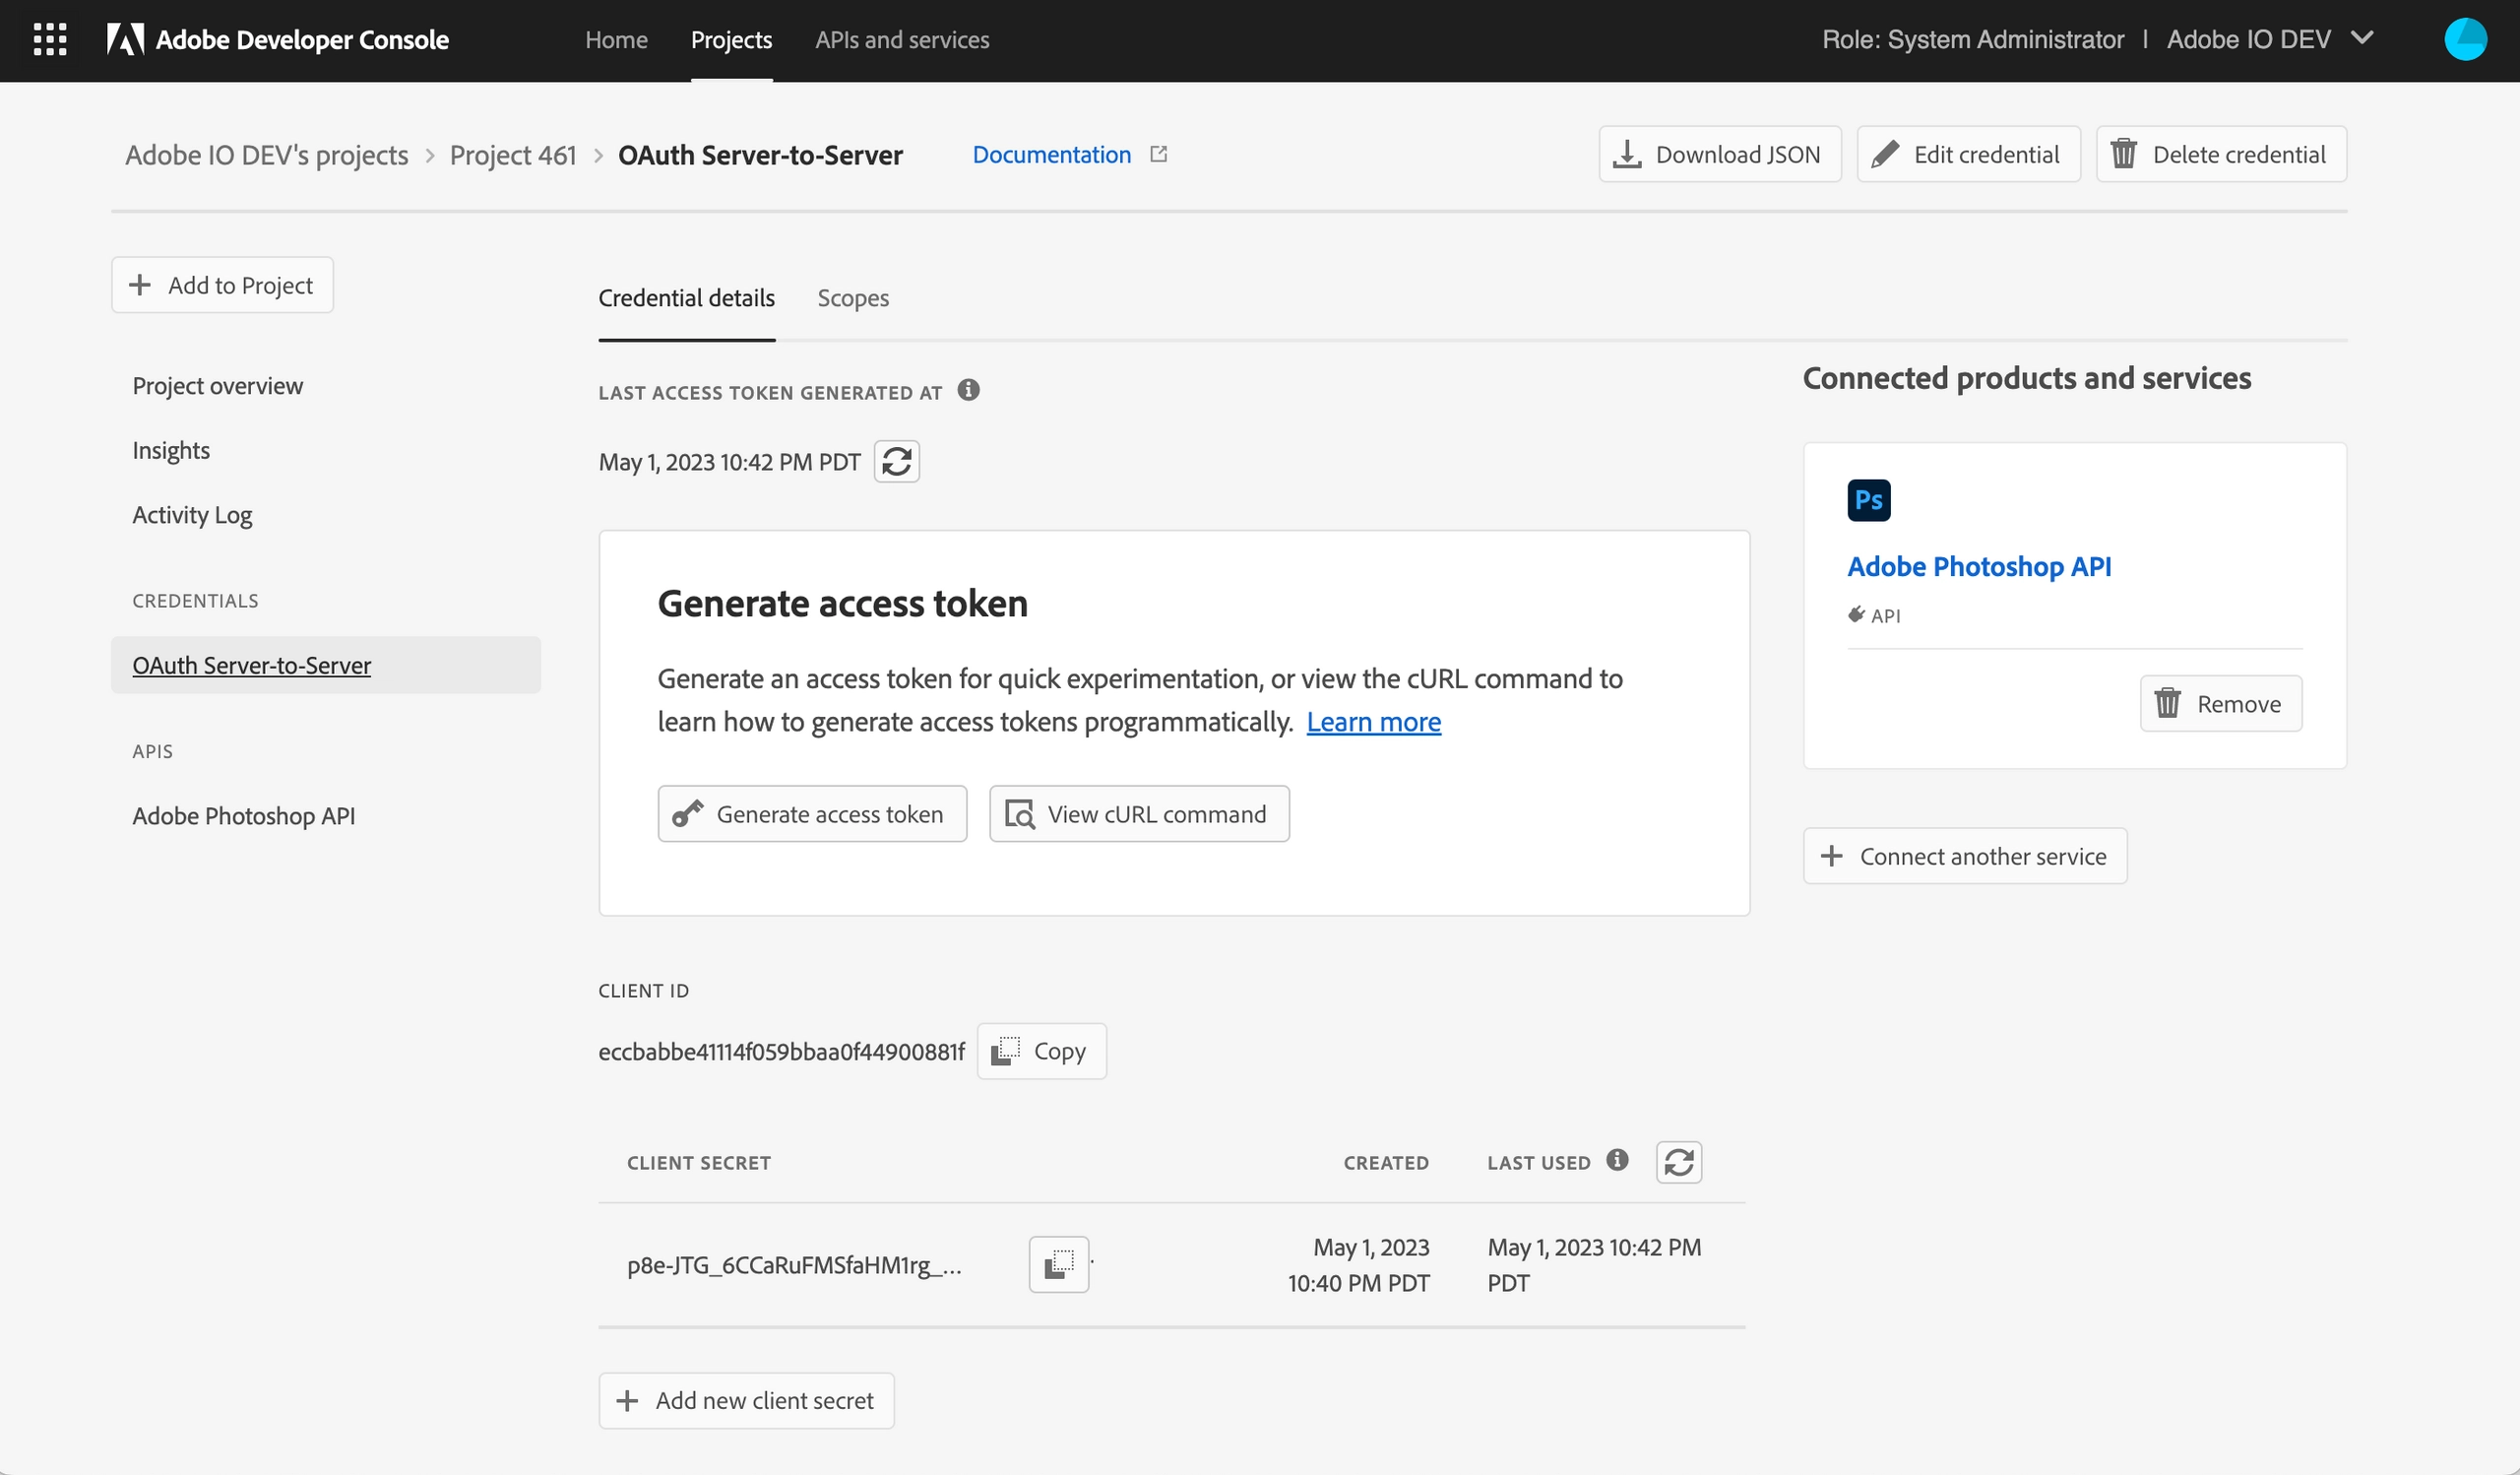 Adobe Developer Console
Home
Projects
APIs and services
Role: System Administrator | Adobe IO DEV
Adobe IO DEV's projects > Project 461 > OAuth Server-to-Server
Documentation
Download JSON
Edit credential
Delete credential
Add to Project
Project overview
Insights
Activity Log
CREDENTIALS
OAuth Server-to-Server
APIS
Adobe Photoshop API
Credential details
Scopes
LAST ACCESS TOKEN GENERATED AT
May 1, 2023 10:42 PM PDT
Generate access token
Generate an access token for quick experimentation, or view the cURL command to
learn how to generate access tokens programmatically. Learn more
Generate access token
View cURL command
CLIENT ID
eccbabbe41114f059bbaa0f44900881f
Copy
CLIENT SECRET
CREATED
LAST USED
p8e-JTG_6CCaRuFMSfaHM1rg_...
May 1, 2023
10:40 PM PDT
May 1, 2023 10:42 PM
PDT
Add new client secret
Connected products and services
Ps
Adobe Photoshop API
API
Remove
Connect another service